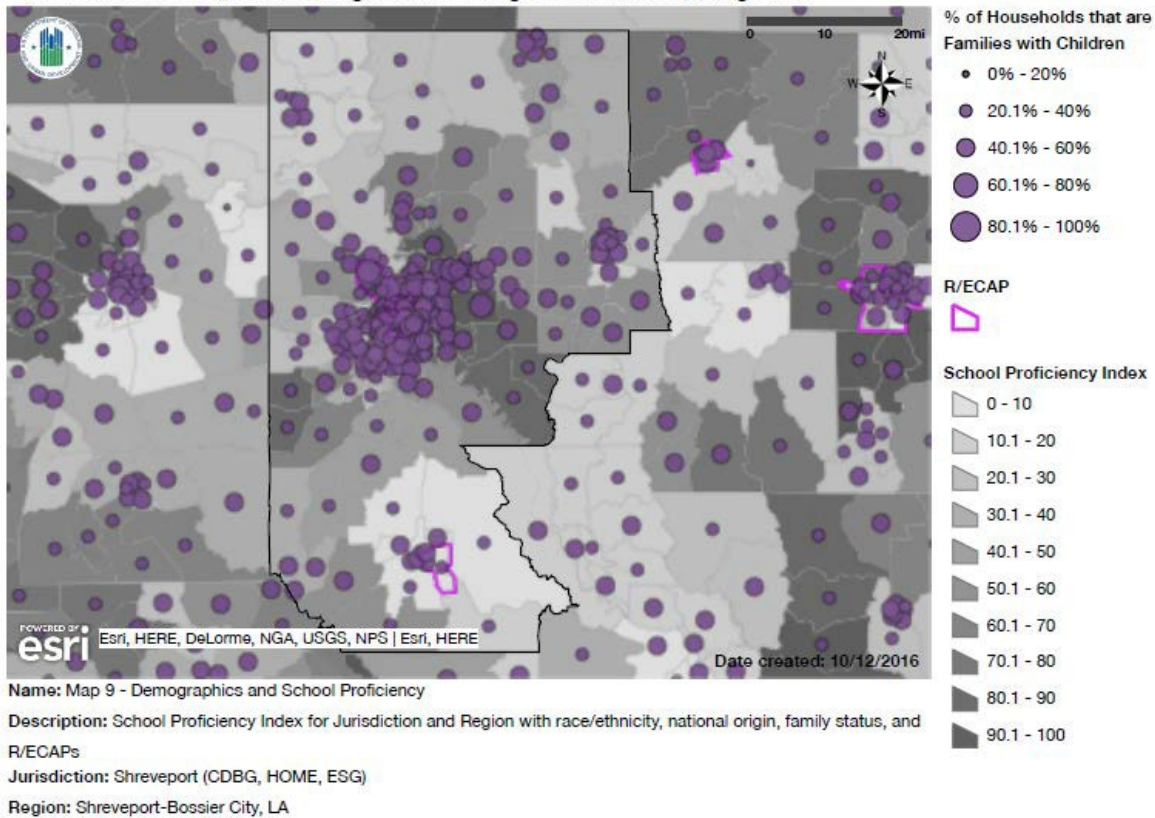 0 10 20mi
N
W E
S
POWERED BY
esri
Esri, HERE, DeLorme, NGA, USGS, NPS | Esri, HERE
Date created: 10/12/2016
% of Households that are
Families with Children
0% - 20%
20.1% - 40%
40.1% - 60%
60.1% - 80%
80.1% - 100%
R/ECAP
School Proficiency Index
0 - 10
10.1 - 20
20.1 - 30
30.1 - 40
40.1 - 50
50.1 - 60
60.1 - 70
70.1 - 80
80.1 - 90
90.1 - 100
Name: Map 9 - Demographics and School Proficiency
Description: School Proficiency Index for Jurisdiction and Region with race/ethnicity, national origin, family status, and
R/ECAPs
Jurisdiction: Shreveport (CDBG, HOME, ESG)
Region: Shreveport-Bossier City, LA